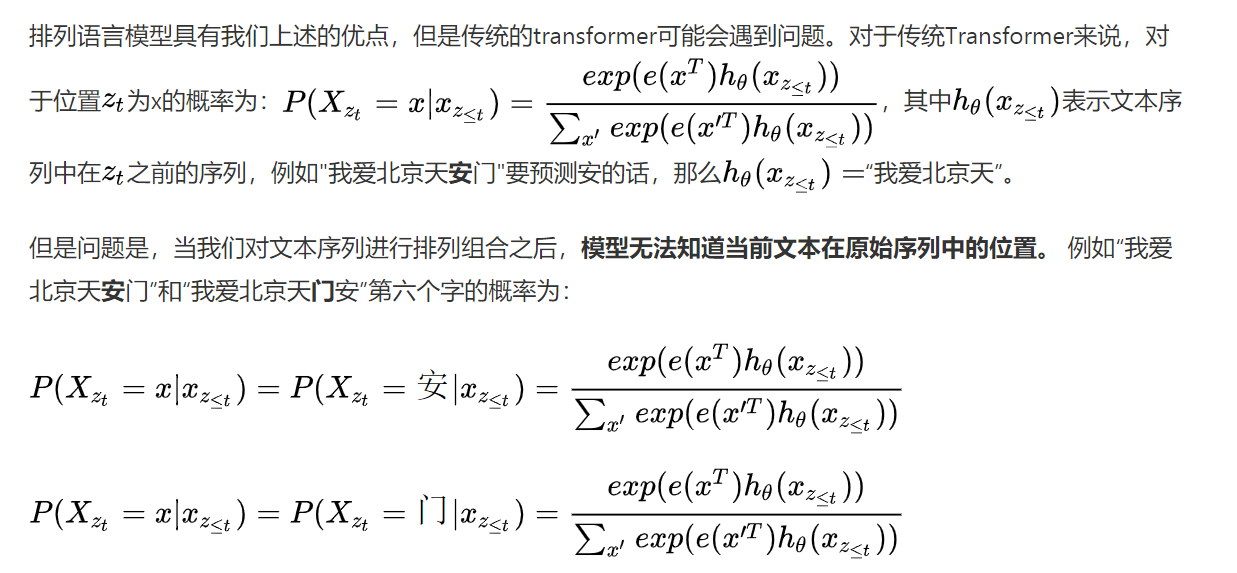 排列语言模型具有我们上述的优点，但是传统的transformer可能会遇到问题。对于传统Transformer来说，对
于位置$z_t$为x的概率为：$P(X_{z_t} = x|x_{z_{\leq t}}) = \frac{exp(e(x^T)h_\theta(x_{z_{\leq t}}))}{\sum_{x'} exp(e(x'^T)h_\theta(x_{z_{\leq t}}))}$，其中$h_\theta(x_{z_{\leq t}})$表示文本序
列中在$z_t$之前的序列，例如"我爱北京天安门"要预测安的话，那么$h_\theta(x_{z_{\leq t}})$ =“我爱北京天”。
但是问题是，当我们对文本序列进行排列组合之后，模型无法知道当前文本在原始序列中的位置。 例如“我爱
北京天安门”和“我爱北京天门安”第六个字的概率为：
$P(X_{z_t} = x|x_{z_{\leq t}}) = P(X_{z_t} = 安|x_{z_{\leq t}}) = \frac{exp(e(x^T)h_\theta(x_{z_{\leq t}}))}{\sum_{x'} exp(e(x'^T)h_\theta(x_{z_{\leq t}}))}$
$P(X_{z_t} = x|x_{z_{\leq t}}) = P(X_{z_t} = 门|x_{z_{\leq t}}) = \frac{exp(e(x^T)h_\theta(x_{z_{\leq t}}))}{\sum_{x'} exp(e(x'^T)h_\theta(x_{z_{\leq t}}))}$